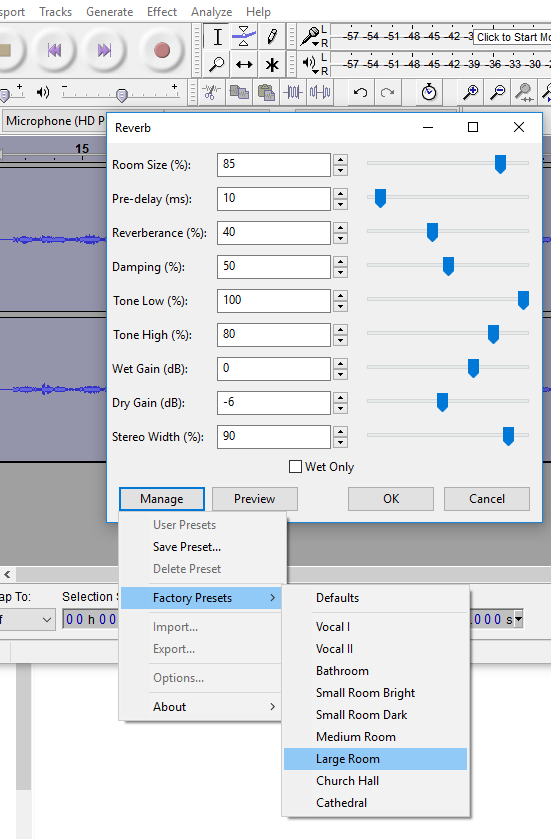 sport Tracks Generate Effect Analyze Help
L
R
-57 -54 -51 -48 -45 -42 -3
Click to Start Mo
L
R
-57 -54 -51 -48 -45 -42 -39 -36 -33 -30
- +
- +
Microphone (HD P
15
Reverb
Room Size (%): 85
Pre-delay (ms): 10
Reverberance (%): 40
Damping (%): 50
Tone Low (%): 100
Tone High (%): 80
Wet Gain (dB): 0
Dry Gain (dB): -6
Stereo Width (%): 90
Wet Only
Manage Preview OK Cancel
User Presets
Save Preset...
Delete Preset
Factory Presets
Import...
Export...
Options...
About
Defaults
Vocal I
Vocal II
Bathroom
Small Room Bright
Small Room Dark
Medium Room
Large Room
Church Hall
Cathedral
ap To: Selection S
f 00 h 00 .000 s